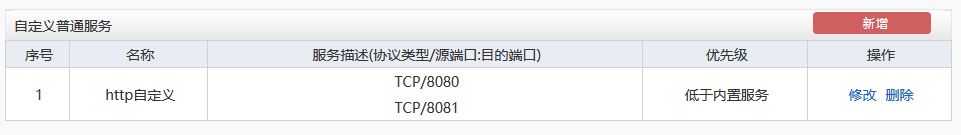 自定义普通服务 新增
序号 名称 服务描述(协议类型/源端口:目的端口) 优先级 操作
1 http自定义 TCP/8080 低于内置服务 修改 删除
TCP/8081